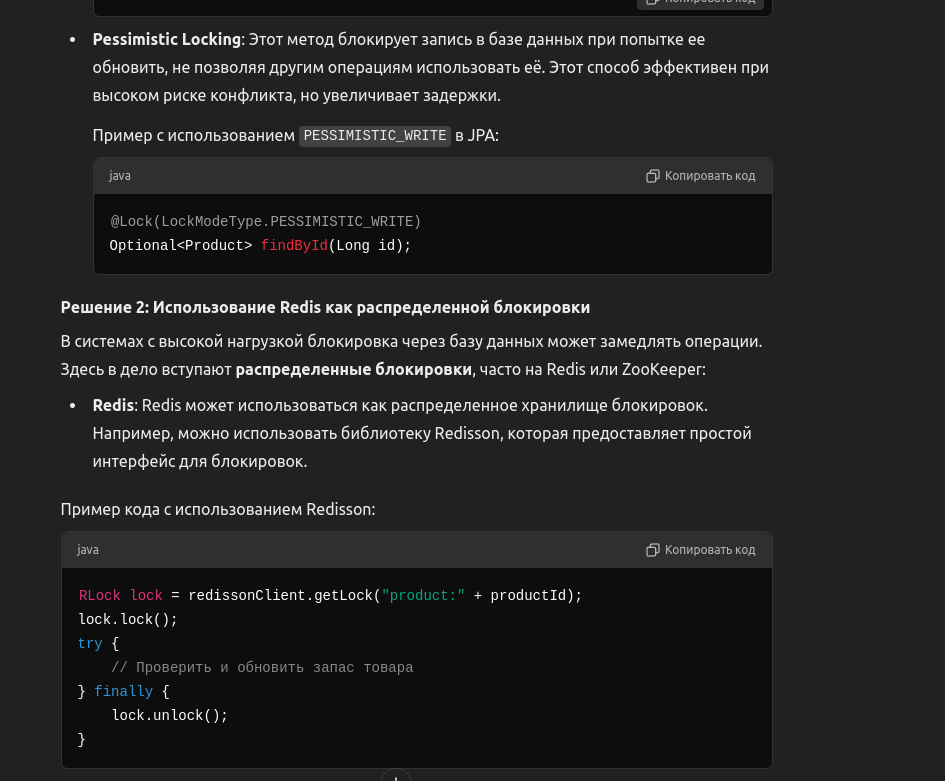 Копировать код
• Pessimistic Locking: Этот метод блокирует запись в базе данных при попытке ее
обновить, не позволяя другим операциям использовать её. Этот способ эффективен при
высоком риске конфликта, но увеличивает задержки.
Пример с использованием PESSIMISTIC_WRITE в JPA:
java Копировать код
@Lock(LockModeType.PESSIMISTIC_WRITE)
Optional<Product> findById(Long id);
Решение 2: Использование Redis как распределенной блокировки
В системах с высокой нагрузкой блокировка через базу данных может замедлять операции.
Здесь в дело вступают распределенные блокировки, часто на Redis или ZooKeeper:
• Redis: Redis может использоваться как распределенное хранилище блокировок.
Например, можно использовать библиотеку Redisson, которая предоставляет простой
интерфейс для блокировок.
Пример кода с использованием Redisson:
java Копировать код
RLock lock = redissonClient.getLock("product:" + productId);
lock.lock();
try {
    // Проверить и обновить запас товара
} finally {
    lock.unlock();
}